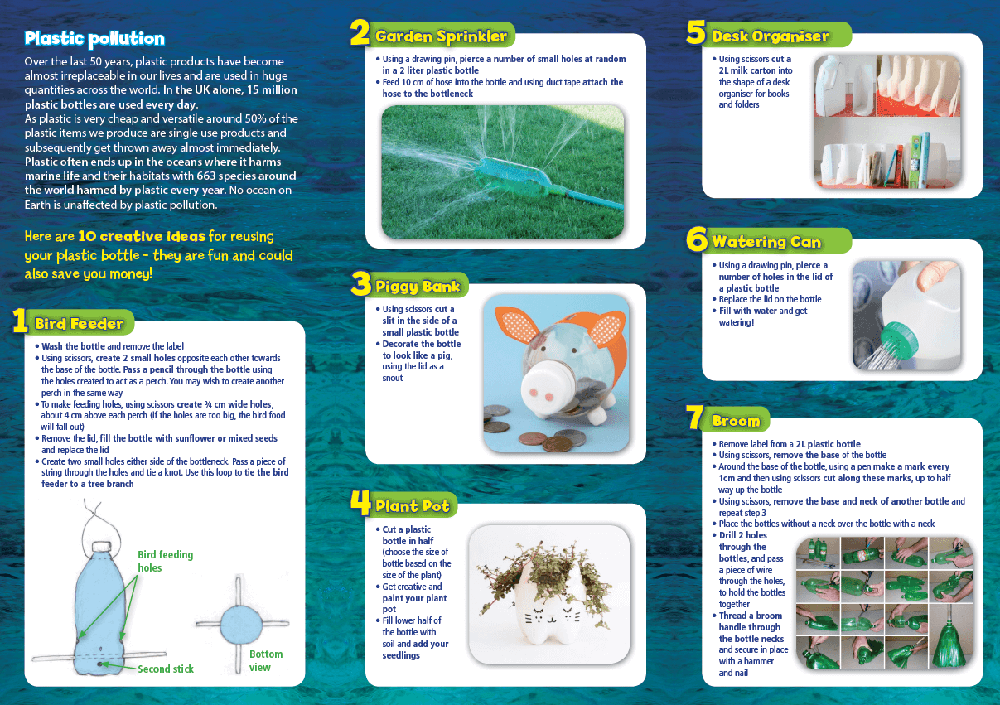 Plastic pollution
Over the last 50 years, plastic products have become
almost irreplaceable in our lives and are used in huge
quantities across the world. In the UK alone, 15 million
plastic bottles are used every day.
As plastic is very cheap and versatile around 50% of the
plastic items we produce are single use products and
subsequently get thrown away almost immediately.
Plastic often ends up in the oceans where it harms
marine life and their habitats with 663 species around
the world harmed by plastic every year. No ocean on
Earth is unaffected by plastic pollution.
Here are 10 creative ideas for reusing
your plastic bottle - they are fun and could
also save you money!
1 Bird Feeder
• Wash the bottle and remove the label
• Using scissors, create 2 small holes opposite each other towards
the base of the bottle. Pass a pencil through the bottle using
the holes created to act as a perch. You may wish to create another
perch in the same way
• To make feeding holes, using scissors create ¾ cm wide holes,
about 4 cm above each perch (if the holes are too big, the bird food
will fall out)
• Remove the lid, fill the bottle with sunflower or mixed seeds
and replace the lid
• Create two small holes either side of the bottleneck. Pass a piece of
string through the holes and tie a knot. Use this loop to tie the bird
feeder to a tree branch
Bird feeding
holes
Second stick
Bottom
view
2 Garden Sprinkler
• Using a drawing pin, pierce a number of small holes at random
in a 2 liter plastic bottle
• Feed 10 cm of hose into the bottle and using duct tape attach the
hose to the bottleneck
3 Piggy Bank
• Using scissors cut a
slit in the side of a
small plastic bottle
• Decorate the bottle
to look like a pig,
using the lid as a
snout
4 Plant Pot
• Cut a plastic
bottle in half
(choose the size of
bottle based on the
size of the plant)
• Get creative and
paint your plant
pot
• Fill lower half of
the bottle with
soil and add your
seedlings
5 Desk Organiser
• Using scissors cut a
2L milk carton into
the shape of a desk
organiser for books
and folders
6 Watering Can
• Using a drawing pin, pierce a
number of holes in the lid of
a plastic bottle
• Replace the lid on the bottle
• Fill with water and get
watering!
7 Broom
• Remove label from a 2L plastic bottle
• Using scissors, remove the base of the bottle
• Around the base of the bottle, using a pen make a mark every
1cm and then using scissors cut along these marks, up to half
way up the bottle
• Using scissors, remove the base and neck of another bottle and
repeat step 3
• Place the bottles without a neck over the bottle with a neck
• Drill 2 holes
through the
bottles, and pass
a piece of wire
through the holes,
to hold the bottles
together
• Thread a broom
handle through
the bottle necks
and secure in place
with a hammer
and nail